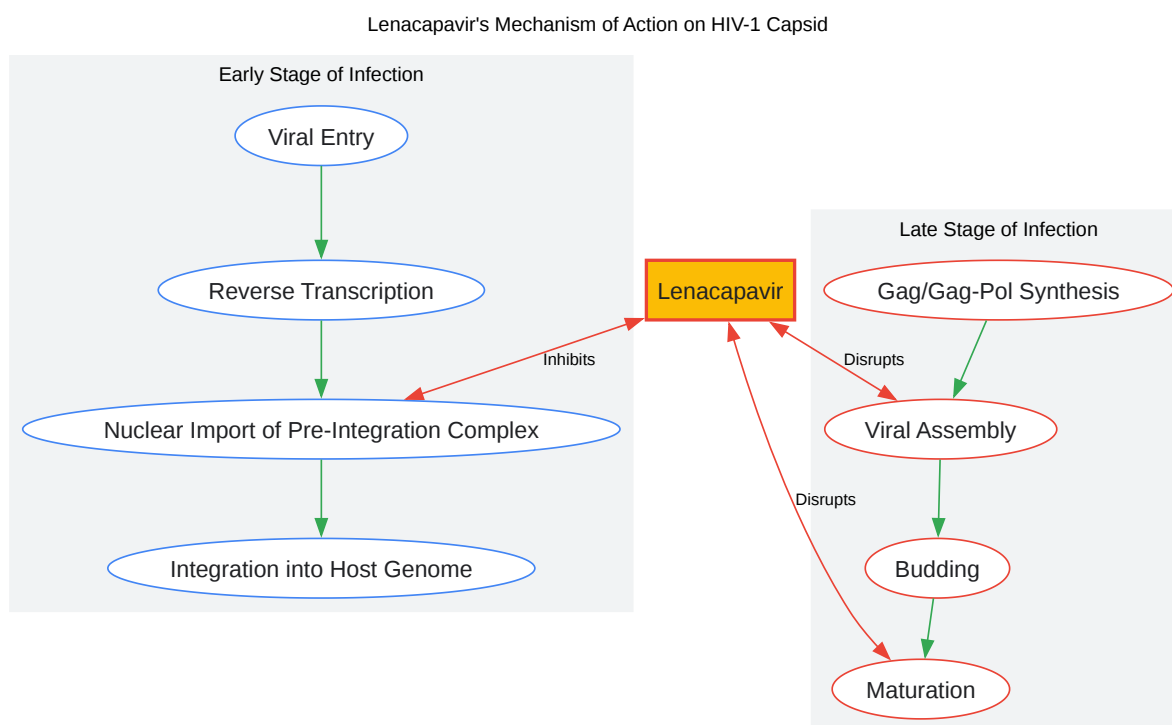 Lenacapavir's Mechanism of Action on HIV-1 Capsid
Early Stage of Infection
Viral Entry
Reverse Transcription
Nuclear Import of Pre-Integration Complex
Integration into Host Genome
Lenacapavir
Inhibits
Disrupts
Disrupts
Late Stage of Infection
Gag/Gag-Pol Synthesis
Viral Assembly
Budding
Maturation